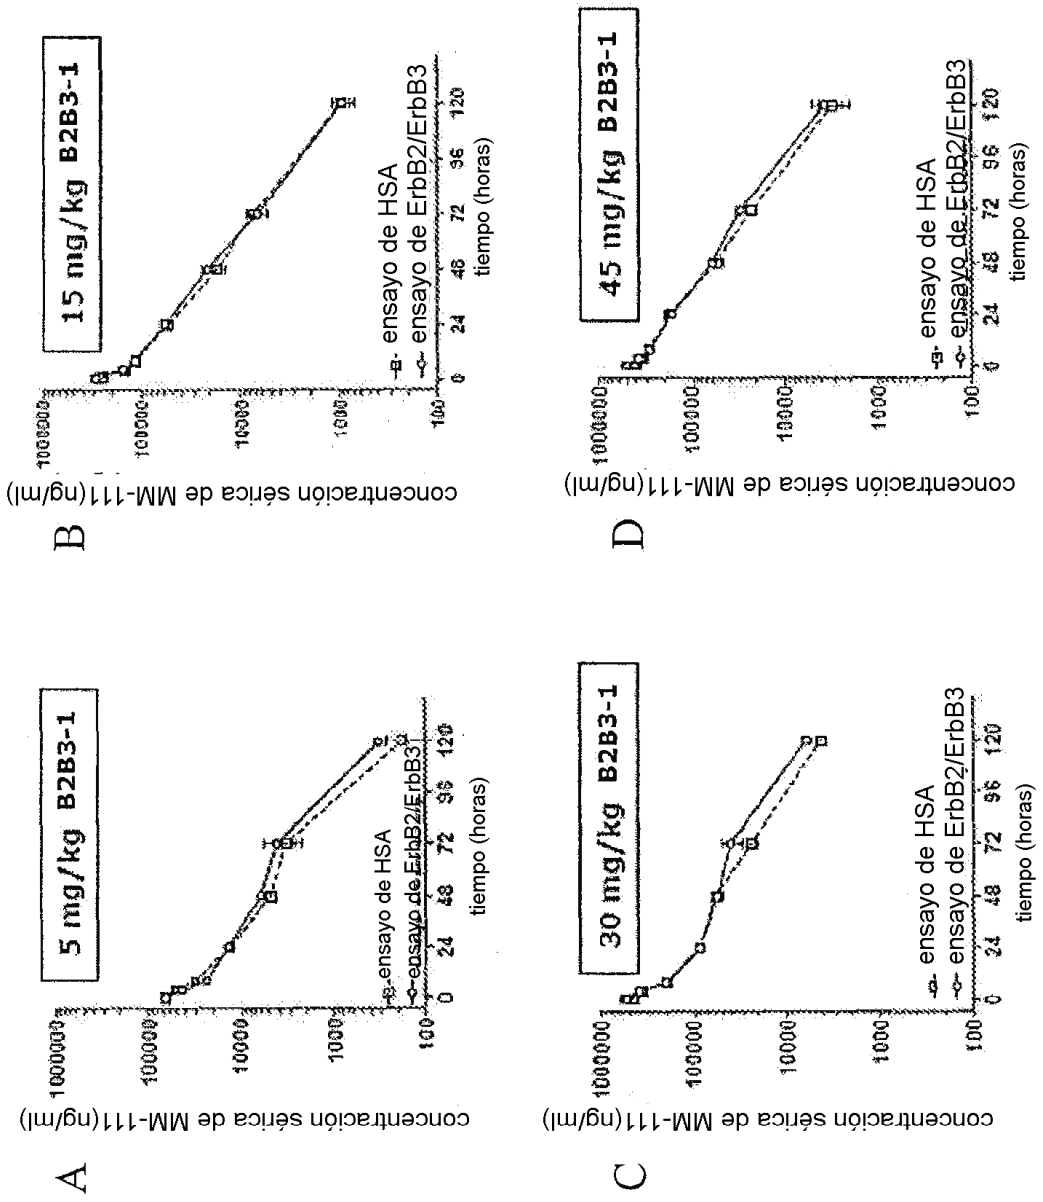 A
5 mg/kg B2B3-1
concentración sérica de MM-111(ng/ml)
1000000
100000
10000
1000
100
0 24 48 72 96 120
tiempo (horas)
ensayo de HSA
ensayo de ErbB2/ErbB3
B
15 mg/kg B2B3-1
concentración sérica de MM-111(ng/ml)
1000000
100000
10000
1000
100
0 24 48 72 96 120
tiempo (horas)
ensayo de HSA
ensayo de ErbB2/ErbB3
C
30 mg/kg B2B3-1
concentración sérica de MM-111(ng/ml)
1000000
100000
10000
1000
100
0 24 48 72 96 120
tiempo (horas)
ensayo de HSA
ensayo de ErbB2/ErbB3
D
45 mg/kg B2B3-1
concentración sérica de MM-111(ng/ml)
1000000
100000
10000
1000
100
0 24 48 72 96 120
tiempo (horas)
ensayo de HSA
ensayo de ErbB2/ErbB3